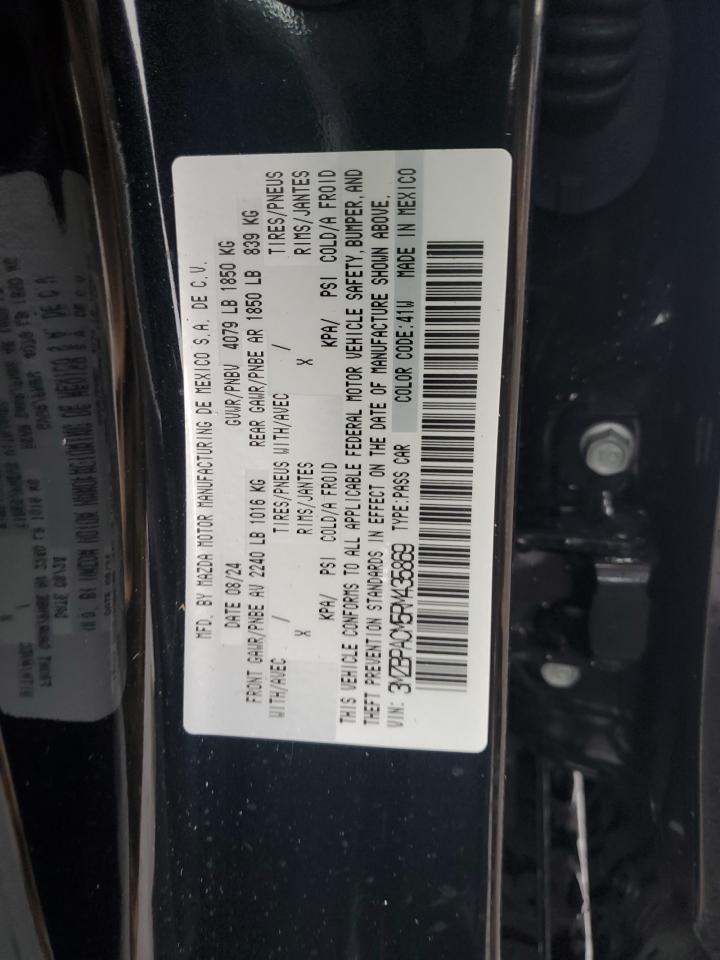 MFD. BY MAZDA MOTOR MANUFACTURING DE MEXICO S.A. DE C.V.
DATE 08/24 GVWR/PNBV 4079 LB 1850 KG
FRONT GAWR/PNBE AV 2240 LB 1016 KG REAR GAWR/PNBE AR 1850 LB 839 KG
WITH/AVEC / TIRES/PNEUS WITH/AVEC / TIRES/PNEUS
X RIMS/JANTES X RIMS/JANTES
KPA/ PSI COLD/A FROID KPA/ PSI COLD/A FROID
THIS VEHICLE CONFORMS TO ALL APPLICABLE FEDERAL MOTOR VEHICLE SAFETY, BUMPER, AND
THEFT PREVENTION STANDARDS IN EFFECT ON THE DATE OF MANUFACTURE SHOWN ABOVE.
VIN: 3MZBPACM5RM436869 TYPE:PASS CAR COLOR CODE:41W MADE IN MEXICO